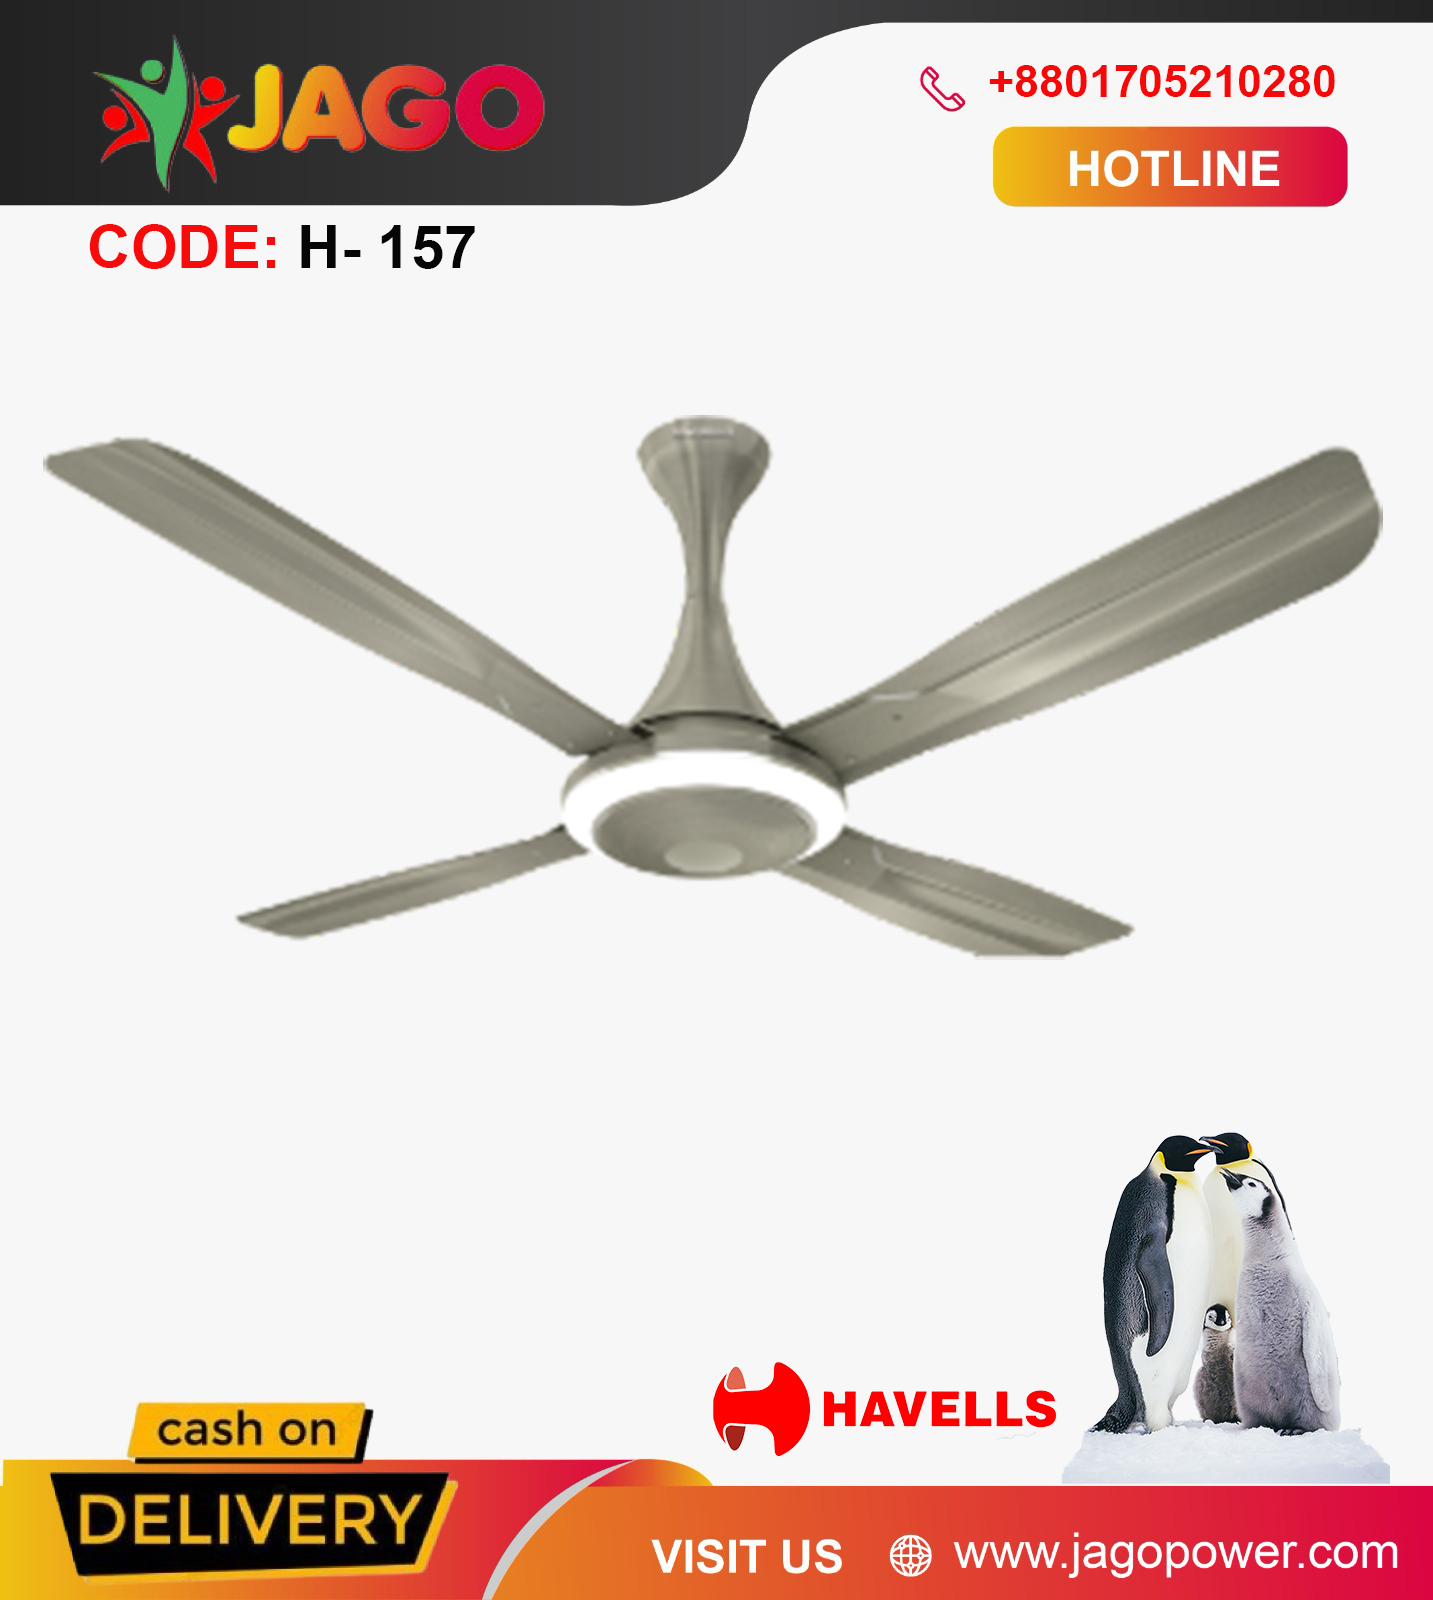 JAGO
+8801705210280
HOTLINE
CODE: H- 157
HAVELLS
cash on
DELIVERY
VISIT US
www.jagopower.com